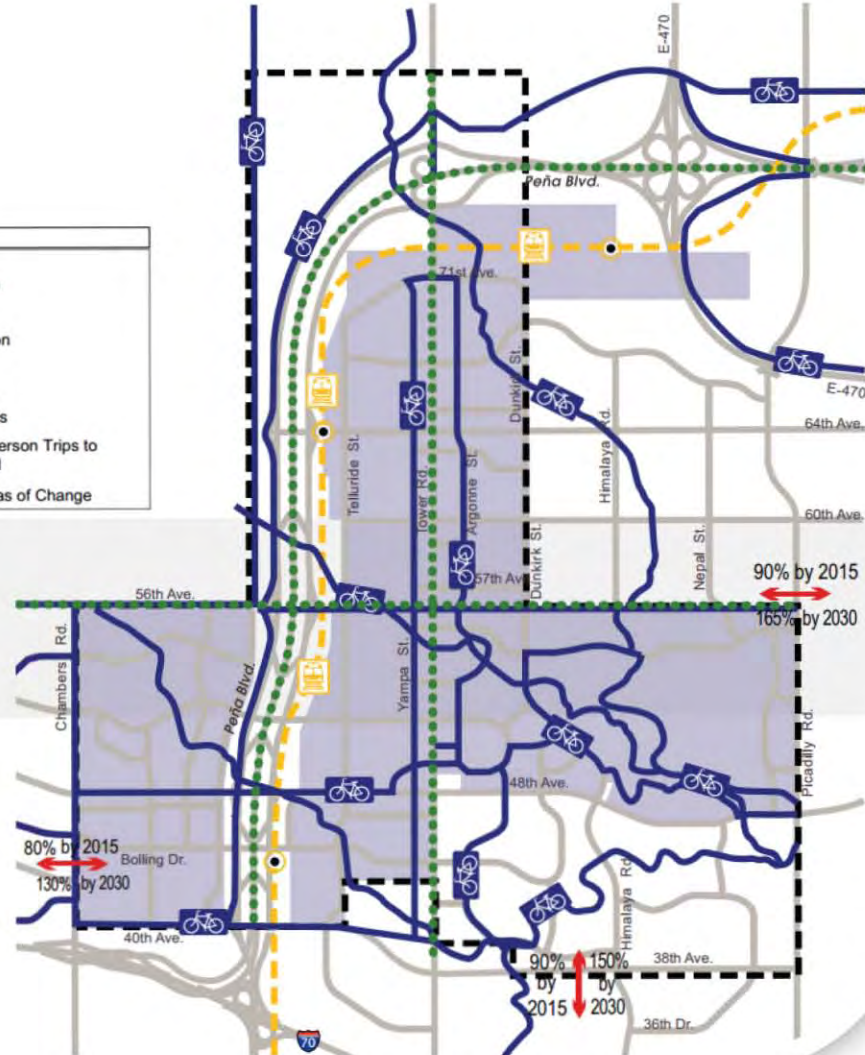 E-470
Peña Blvd.
on
s
erson Trips to
as of Change
71st Ave.
Dunkirk St.
E-470
64th Ave.
Telluride St.
Tower Rd.
Argonne St.
Himalaya Rd.
60th Ave.
Nepal St.
57th Ave
Dunkirk St.
90% by 2015
56th Ave.
165% by 2030
Chambers Rd.
Peña Blvd.
Yampa St.
Picadilly Rd.
48th Ave.
80% by 2015
Bolling Dr.
130% by 2030
Himalaya Rd.
40th Ave.
90% by 2015
150% by 2030
38th Ave.
36th Dr.
70